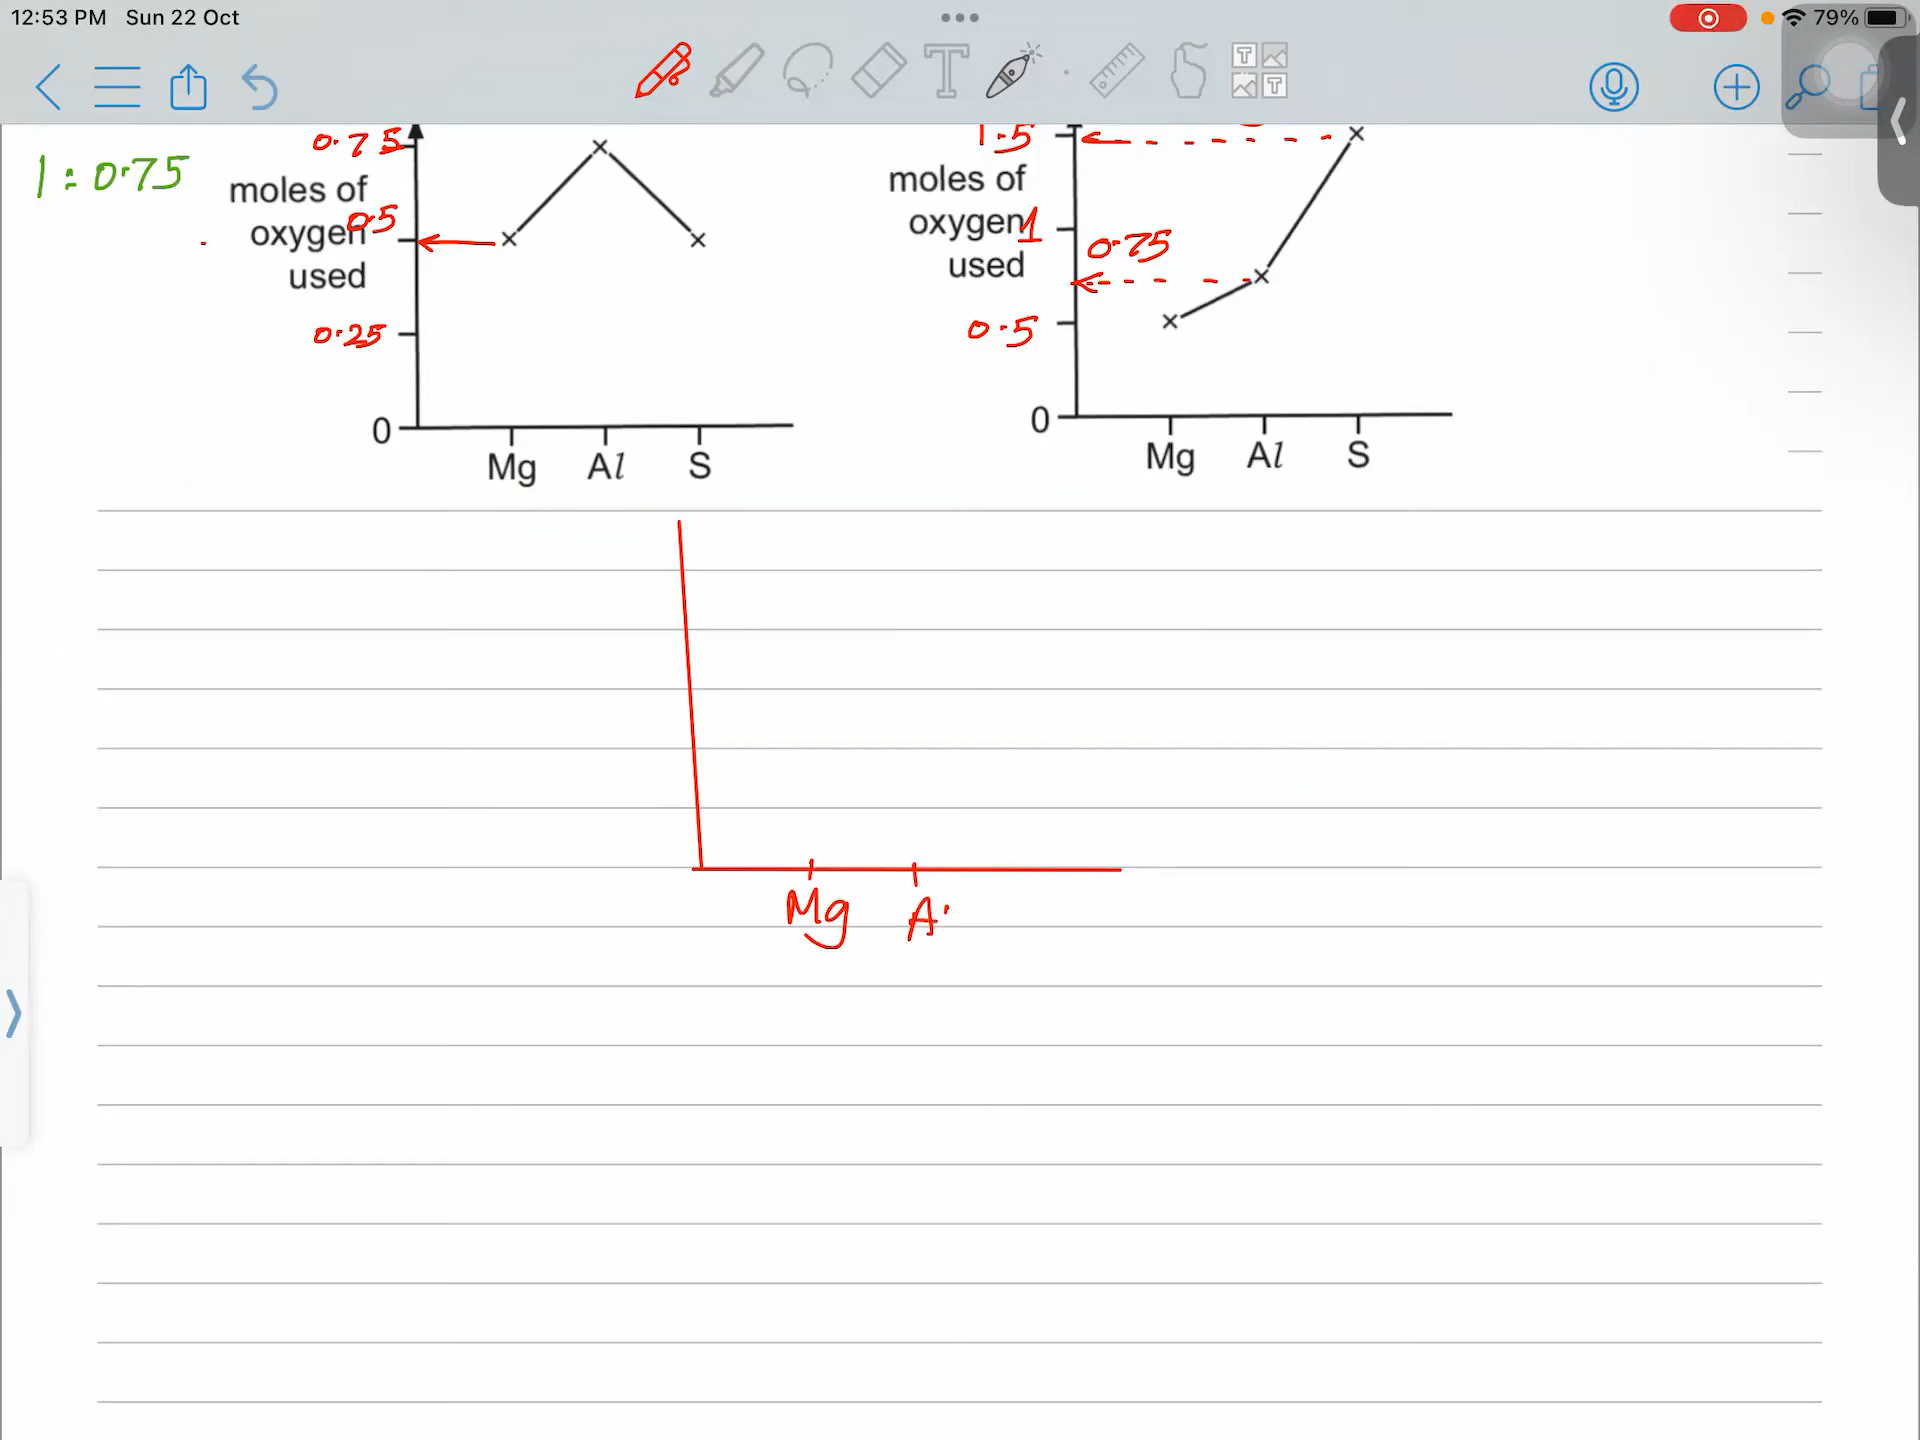 12:53 PM Sun 22 Oct
79%
1 : 0.75
0.75
moles of
oxygen
used
0.5
0.25
0
Mg Al S
1.5
moles of
oxygen
used
1
0.75
0.5
0
Mg Al S
Mg A